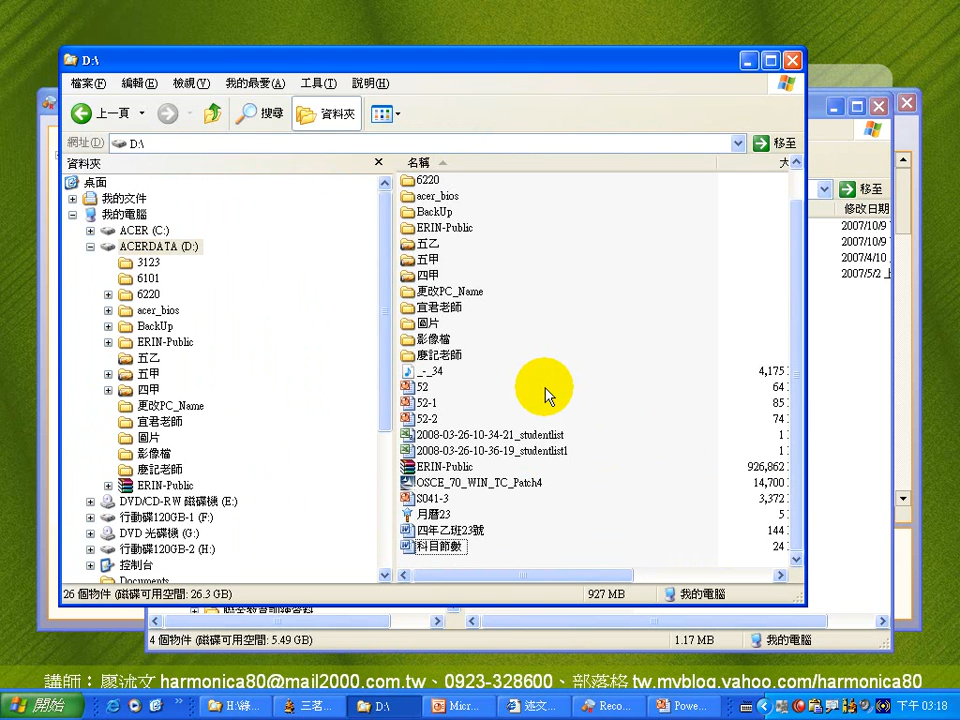 D:\
檔案(F) 編輯(E) 檢視(V) 我的最愛(A) 工具(T) 說明(H)
上一頁 搜尋 資料夾
網址(D) D:\ 移至
資料夾 名稱 大
桌面
我的文件
我的電腦
ACER (C:)
ACERDATA (D:)
3123
6101
6220
acer_bios
BackUp
ERIN-Public
五乙
五甲
四甲
更改PC_Name
宜君老師
圖片
影像檔
慶記老師
ERIN-Public
DVD/CD-RW 磁碟機 (E:)
行動碟120GB-1 (F:)
DVD 光碟機 (G:)
行動碟120GB-2 (H:)
控制台
Documents
6220
acer_bios
BackUp
ERIN-Public
五乙
五甲
四甲
更改PC_Name
宜君老師
圖片
影像檔
慶記老師
_-_34 4,175
52 64
52-1 85
52-2 74
2008-03-26-10-34-21_studentlist 1
2008-03-26-10-36-19_studentlist1 1
ERIN-Public 926,862
OSCE_70_WIN_TC_Patch4 14,700
S041-3 3,372
月曆23 5
四年乙班23號 144
科目節數 24
26 個物件 (磁碟可用空間: 26.3 GB) 927 MB 我的電腦
移至
修改日期
2007/10/9
2007/10/9
2007/4/10
2007/5/2 上
4 個物件 (磁碟可用空間: 5.49 GB) 1.17 MB 我的電腦
講師：廖沭文 harmonica80@mail2000.com.tw、0923-328600、部落格 tw.myblog.yahoo.com/harmonica80
開始 H:\綠... 三茗... D:\ Micr... 迷文... Reco... Powe... 下午 03:18